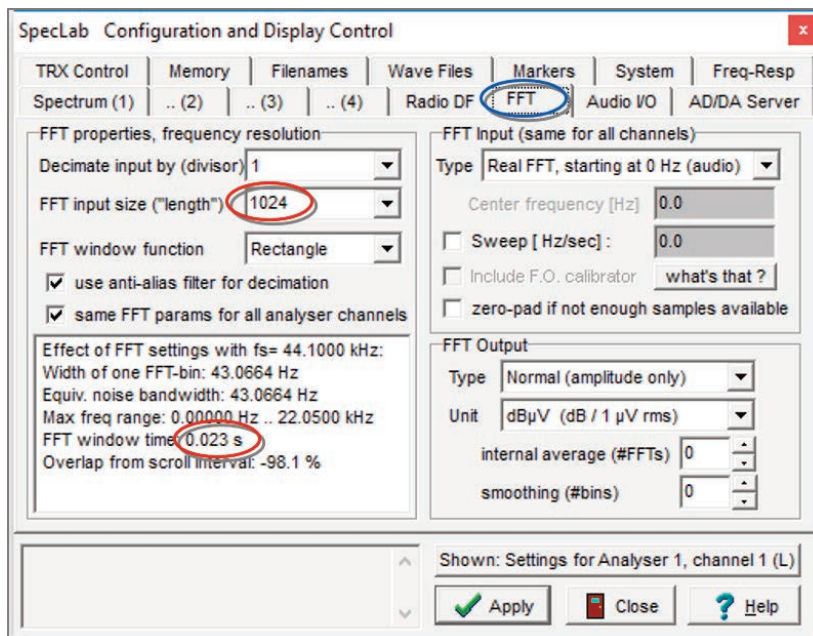 SpecLab Configuration and Display Control
x
TRX Control Memory Filenames Wave Files Markers System Freq-Resp
Spectrum (1) .. (2) .. (3) .. (4) Radio DF FFT Audio I/O AD/DA Server
FFT properties, frequency resolution
Decimate input by (divisor) 1
FFT input size ("length") 1024
FFT window function Rectangle
use anti-alias filter for decimation
same FFT params for all analyser channels
Effect of FFT settings with fs= 44.1000 kHz:
Width of one FFT-bin: 43.0664 Hz
Equiv. noise bandwidth: 43.0664 Hz
Max freq range: 0.00000 Hz .. 22.0500 kHz
FFT window time: 0.023 s
Overlap from scroll interval: -98.1 %
FFT Input (same for all channels)
Type Real FFT, starting at 0 Hz (audio)
Center frequency [Hz] 0.0
Sweep [ Hz/sec] : 0.0
Include F.O. calibrator what's that ?
zero-pad if not enough samples available
FFT Output
Type Normal (amplitude only)
Unit dBµV (dB / 1 µV rms)
internal average (#FFTs) 0
smoothing (#bins) 0
Shown: Settings for Analyser 1, channel 1 (L)
Apply Close ? Help